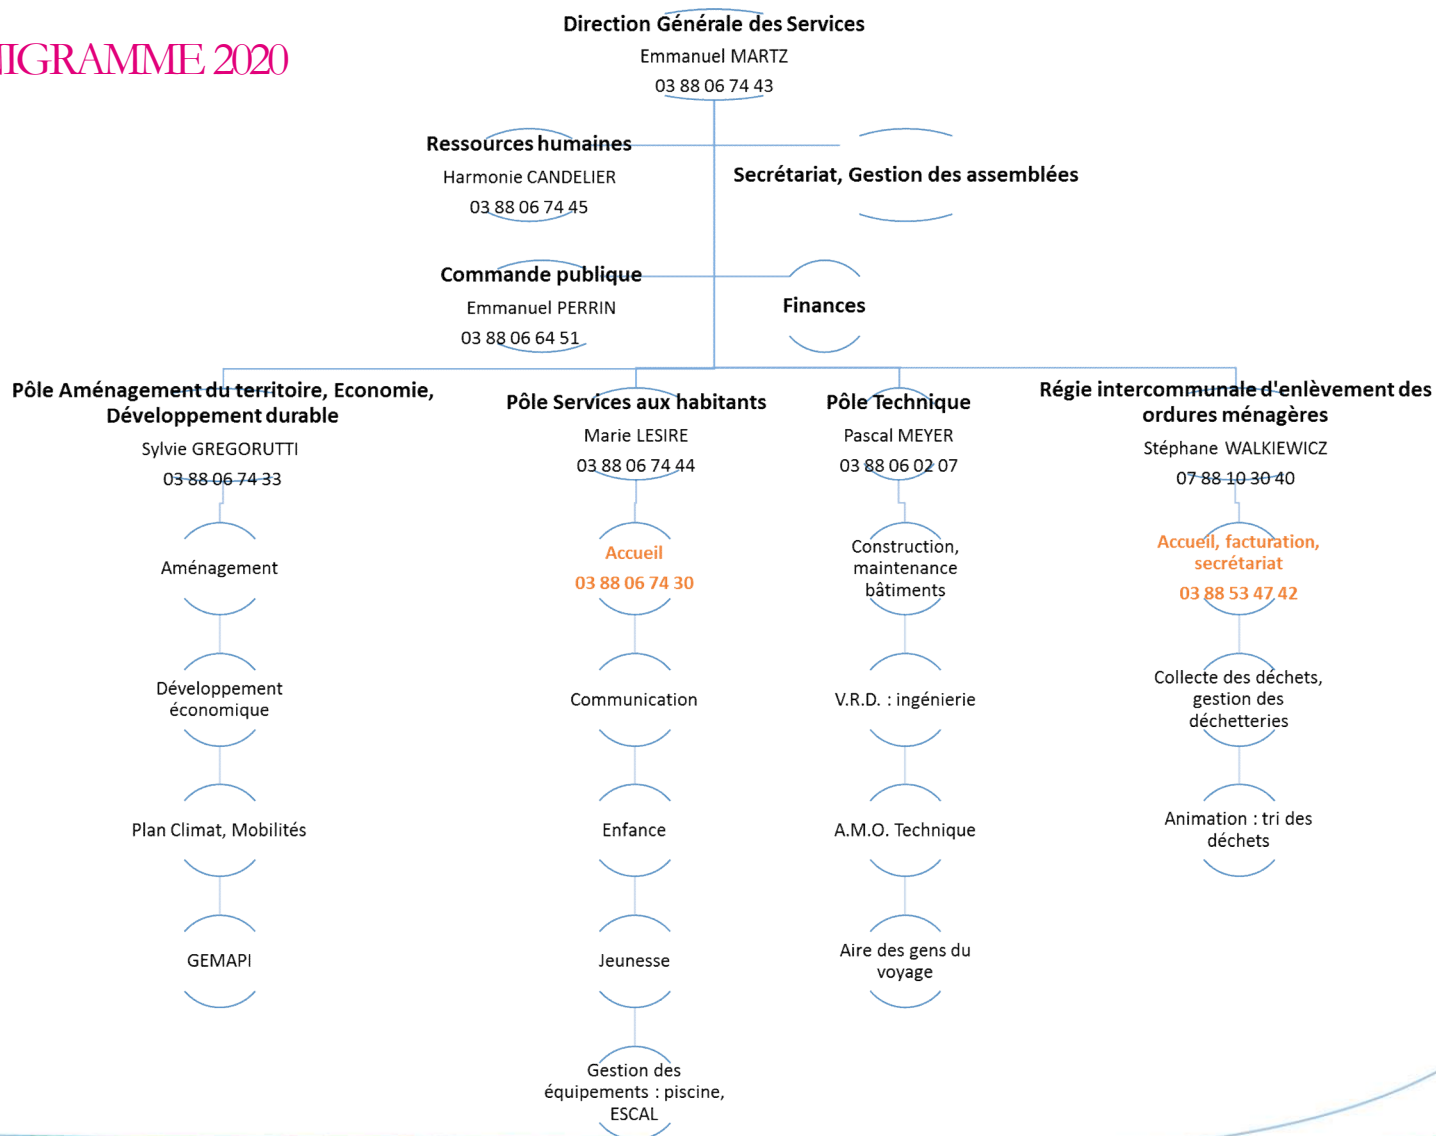 NIGRAMME 2020
Direction Générale des Services
Emmanuel MARTZ
03 88 06 74 43
Ressources humaines
Harmonie CANDELIER
03 88 06 74 45
Secrétariat, Gestion des assemblées
Commande publique
Emmanuel PERRIN
03 88 06 64 51
Finances
Pôle Aménagement du territoire, Economie,
Développement durable
Sylvie GREGORUTTI
03 88 06 74 33
Aménagement
Développement
économique
Plan Climat, Mobilités
GEMAPI
Pôle Services aux habitants
Marie LESIRE
03 88 06 74 44
Accueil
03 88 06 74 30
Communication
Enfance
Jeunesse
Gestion des
équipements : piscine,
ESCAL
Pôle Technique
Pascal MEYER
03 88 06 02 07
Construction,
maintenance
bâtiments
V.R.D. : ingénierie
A.M.O. Technique
Aire des gens du
voyage
Régie intercommunale d'enlèvement des
ordures ménagères
Stéphane WALKIEWICZ
07 88 10 30 40
Accueil, facturation,
secrétariat
03 88 53 47 42
Collecte des déchets,
gestion des
déchetteries
Animation : tri des
déchets